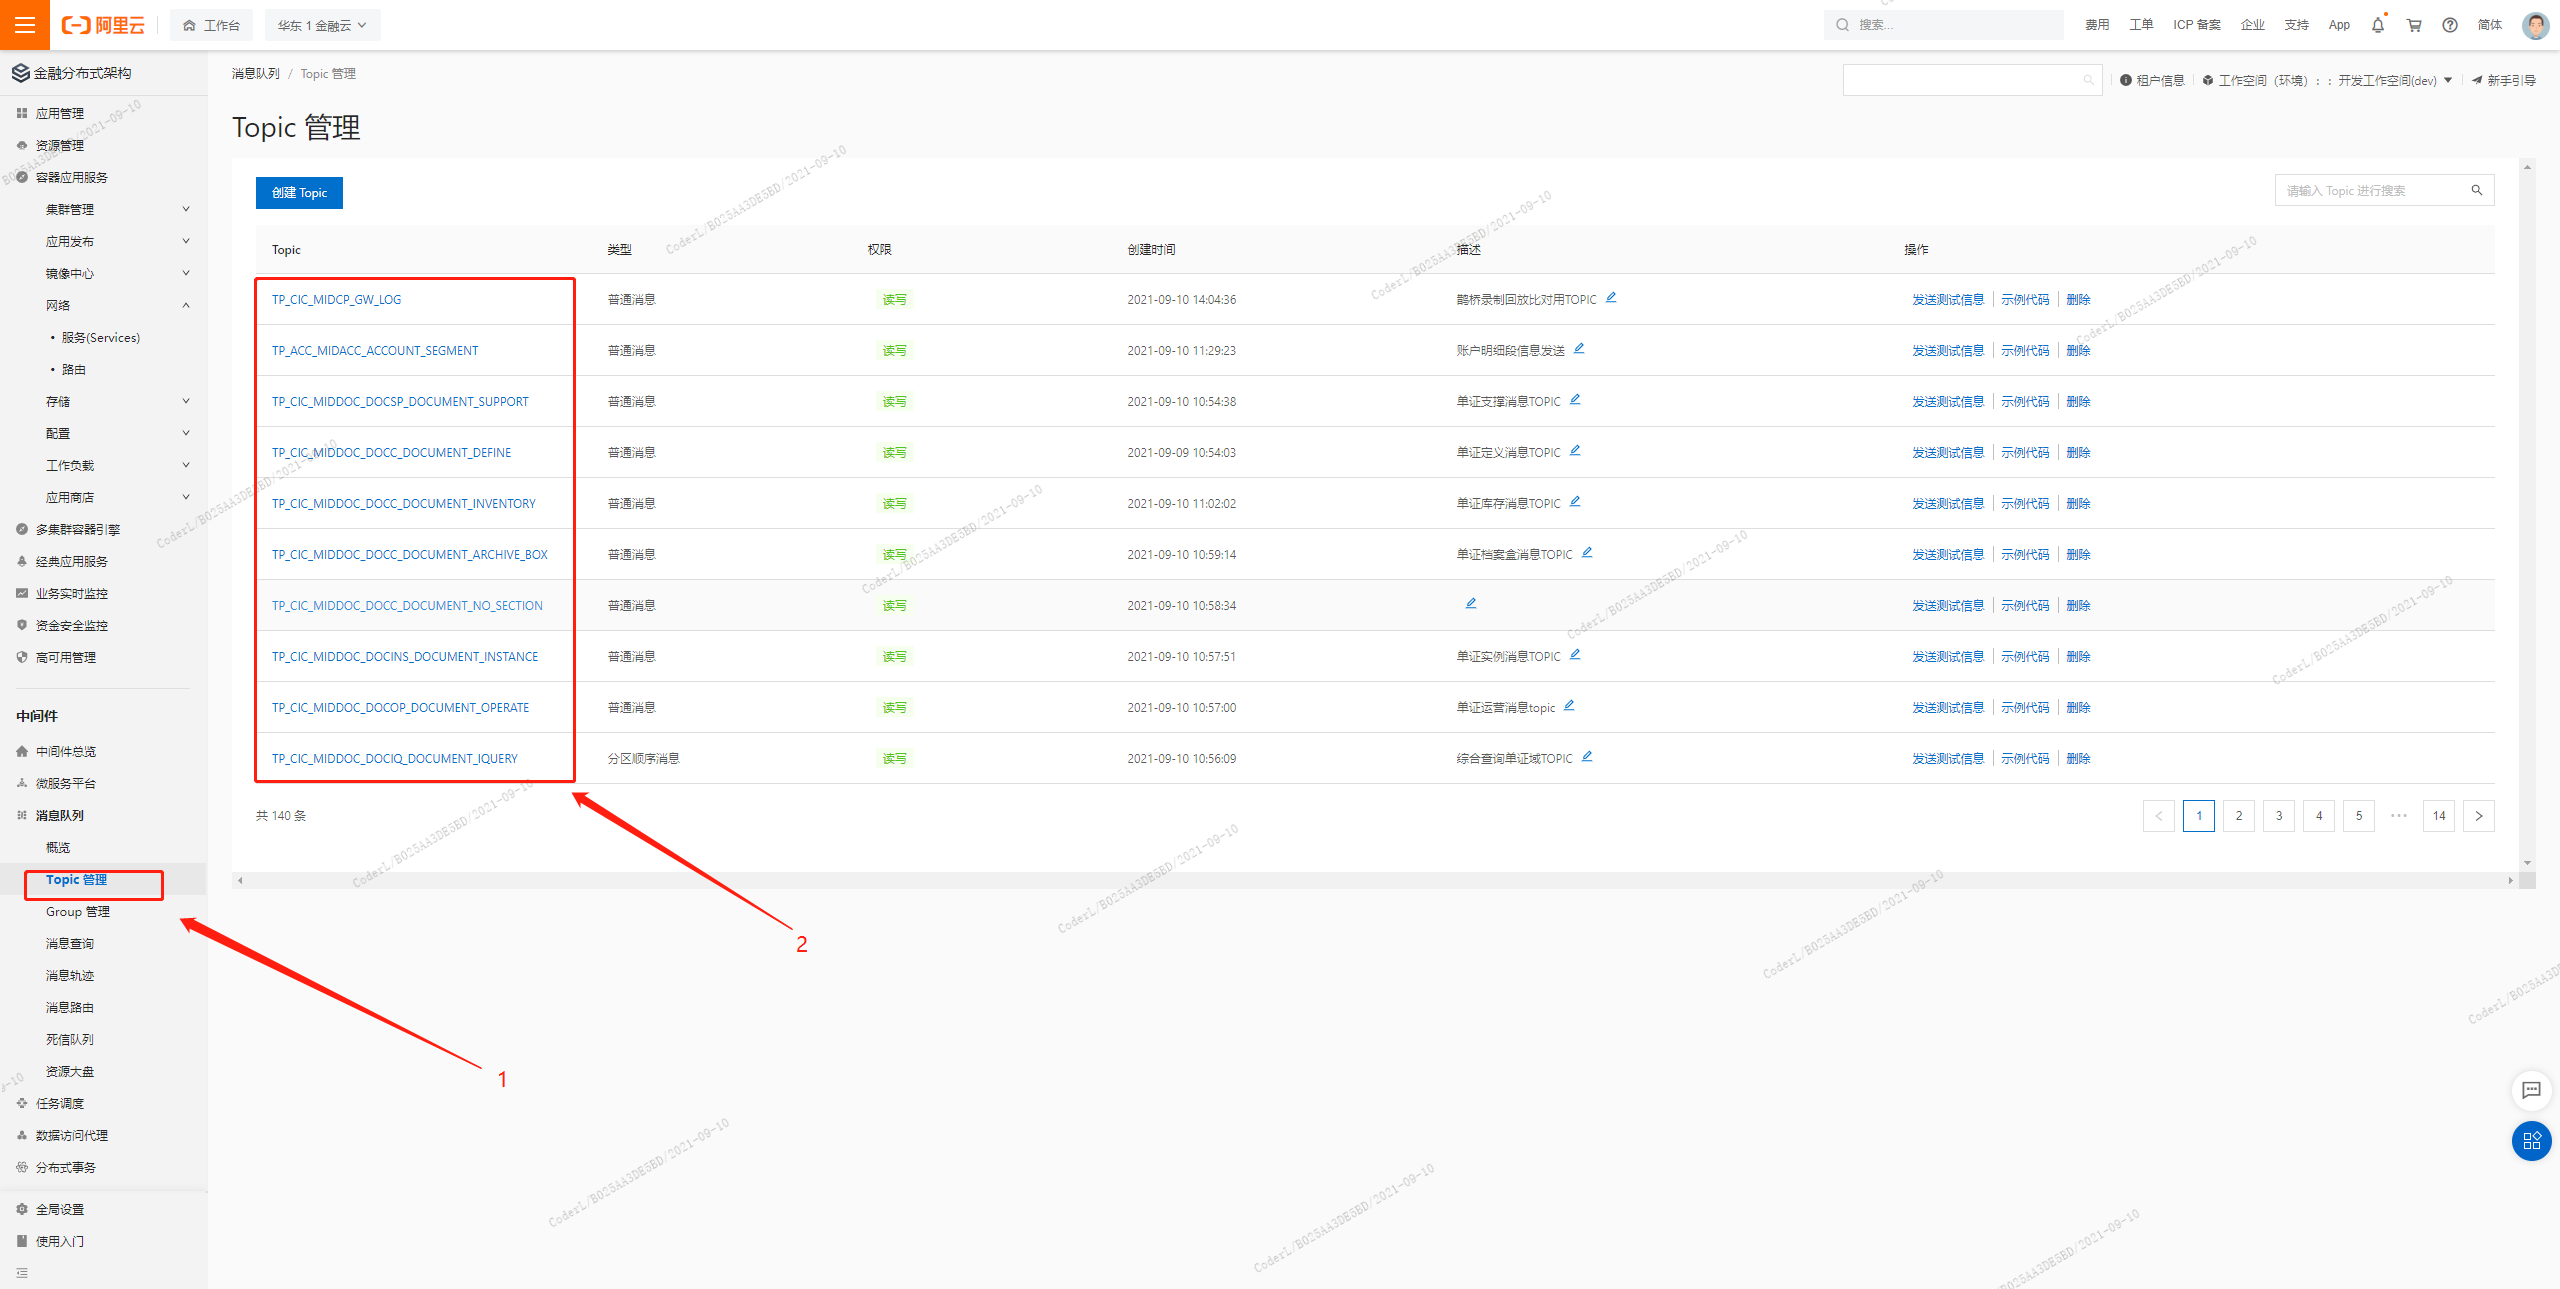 阿里云
工作台
华东 1 金融云
搜索...
费用
工单
ICP 备案
企业
支持
App
简体
金融分布式架构
应用管理
资源管理
容器应用服务
集群管理
应用发布
镜像中心
网络
服务(Services)
路由
存储
配置
工作负载
应用商店
多集群容器引擎
经典应用服务
业务实时监控
资金安全监控
高可用管理
中间件
中间件总览
微服务平台
消息队列
概览
Topic 管理
Group 管理
消息查询
消息轨迹
消息路由
死信队列
资源大盘
任务调度
数据访问代理
分布式事务
全局设置
使用入门
消息队列 / Topic 管理
租户信息
工作空间（环境）: : 开发工作空间(dev)
新手引导
Topic 管理
创建 Topic
请输入 Topic 进行搜索
Topic 类型 权限 创建时间 描述 操作
TP_CIC_MIDCP_GW_LOG 普通消息 读写 2021-09-10 14:04:36 鹊桥录制回放比对用TOPIC 发送测试信息 示例代码 删除
TP_ACC_MIDACC_ACCOUNT_SEGMENT 普通消息 读写 2021-09-10 11:29:23 账户明细段信息发送 发送测试信息 示例代码 删除
TP_CIC_MIDDOC_DOCSP_DOCUMENT_SUPPORT 普通消息 读写 2021-09-10 10:54:38 单证支撑消息TOPIC 发送测试信息 示例代码 删除
TP_CIC_MIDDOC_DOCC_DOCUMENT_DEFINE 普通消息 读写 2021-09-09 10:54:03 单证定义消息TOPIC 发送测试信息 示例代码 删除
TP_CIC_MIDDOC_DOCC_DOCUMENT_INVENTORY 普通消息 读写 2021-09-10 11:02:02 单证库存消息TOPIC 发送测试信息 示例代码 删除
TP_CIC_MIDDOC_DOCC_DOCUMENT_ARCHIVE_BOX 普通消息 读写 2021-09-10 10:59:14 单证档案盒消息TOPIC 发送测试信息 示例代码 删除
TP_CIC_MIDDOC_DOCC_DOCUMENT_NO_SECTION 普通消息 读写 2021-09-10 10:58:34 发送测试信息 示例代码 删除
TP_CIC_MIDDOC_DOCINS_DOCUMENT_INSTANCE 普通消息 读写 2021-09-10 10:57:51 单证实例消息TOPIC 发送测试信息 示例代码 删除
TP_CIC_MIDDOC_DOCOP_DOCUMENT_OPERATE 普通消息 读写 2021-09-10 10:57:00 单证运营消息topic 发送测试信息 示例代码 删除
TP_CIC_MIDDOC_DOCIQ_DOCUMENT_IQUERY 分区顺序消息 读写 2021-09-10 10:56:09 综合查询单证域TOPIC 发送测试信息 示例代码 删除
共 140 条
1 2 3 4 5 ••• 14
2
1
CoderL/B025AA3DE5BD/2021-09-10